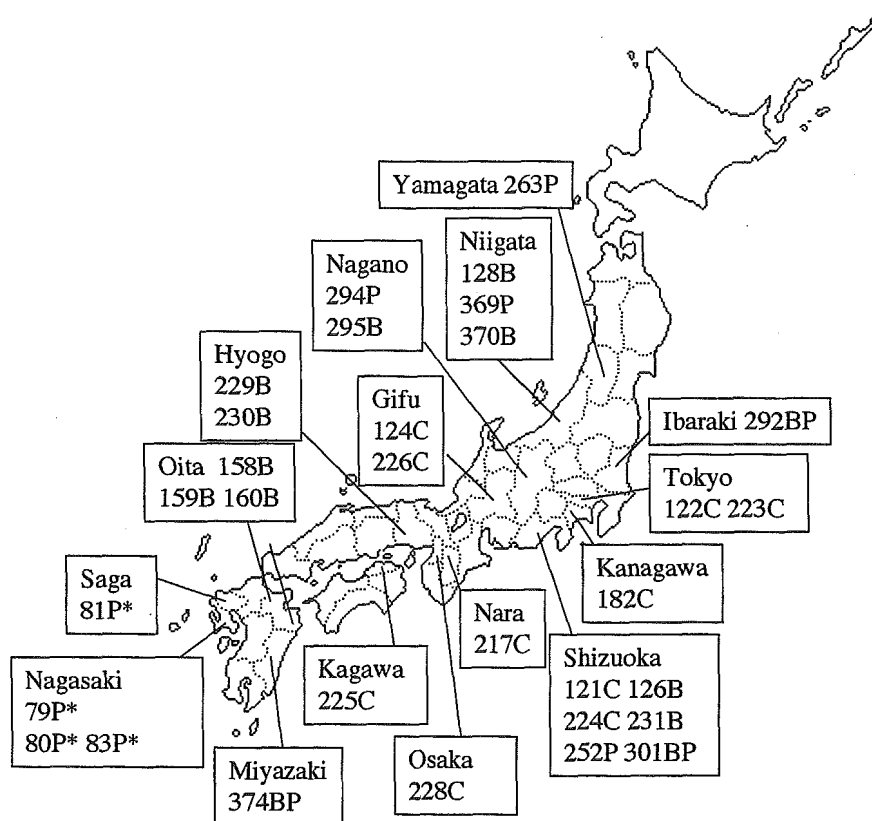 Yamagata 263P
Niigata
128B
369P
370B
Nagano
294P
295B
Hyogo
229B
230B
Gifu
124C
226C
Ibaraki 292BP
Oita 158B
159B 160B
Tokyo
122C 223C
Saga
81P*
Kanagawa
182C
Nara
217C
Nagasaki
79P*
80P* 83P*
Kagawa
225C
Shizuoka
121C 126B
224C 231B
252P 301BP
Miyazaki
374BP
Osaka
228C